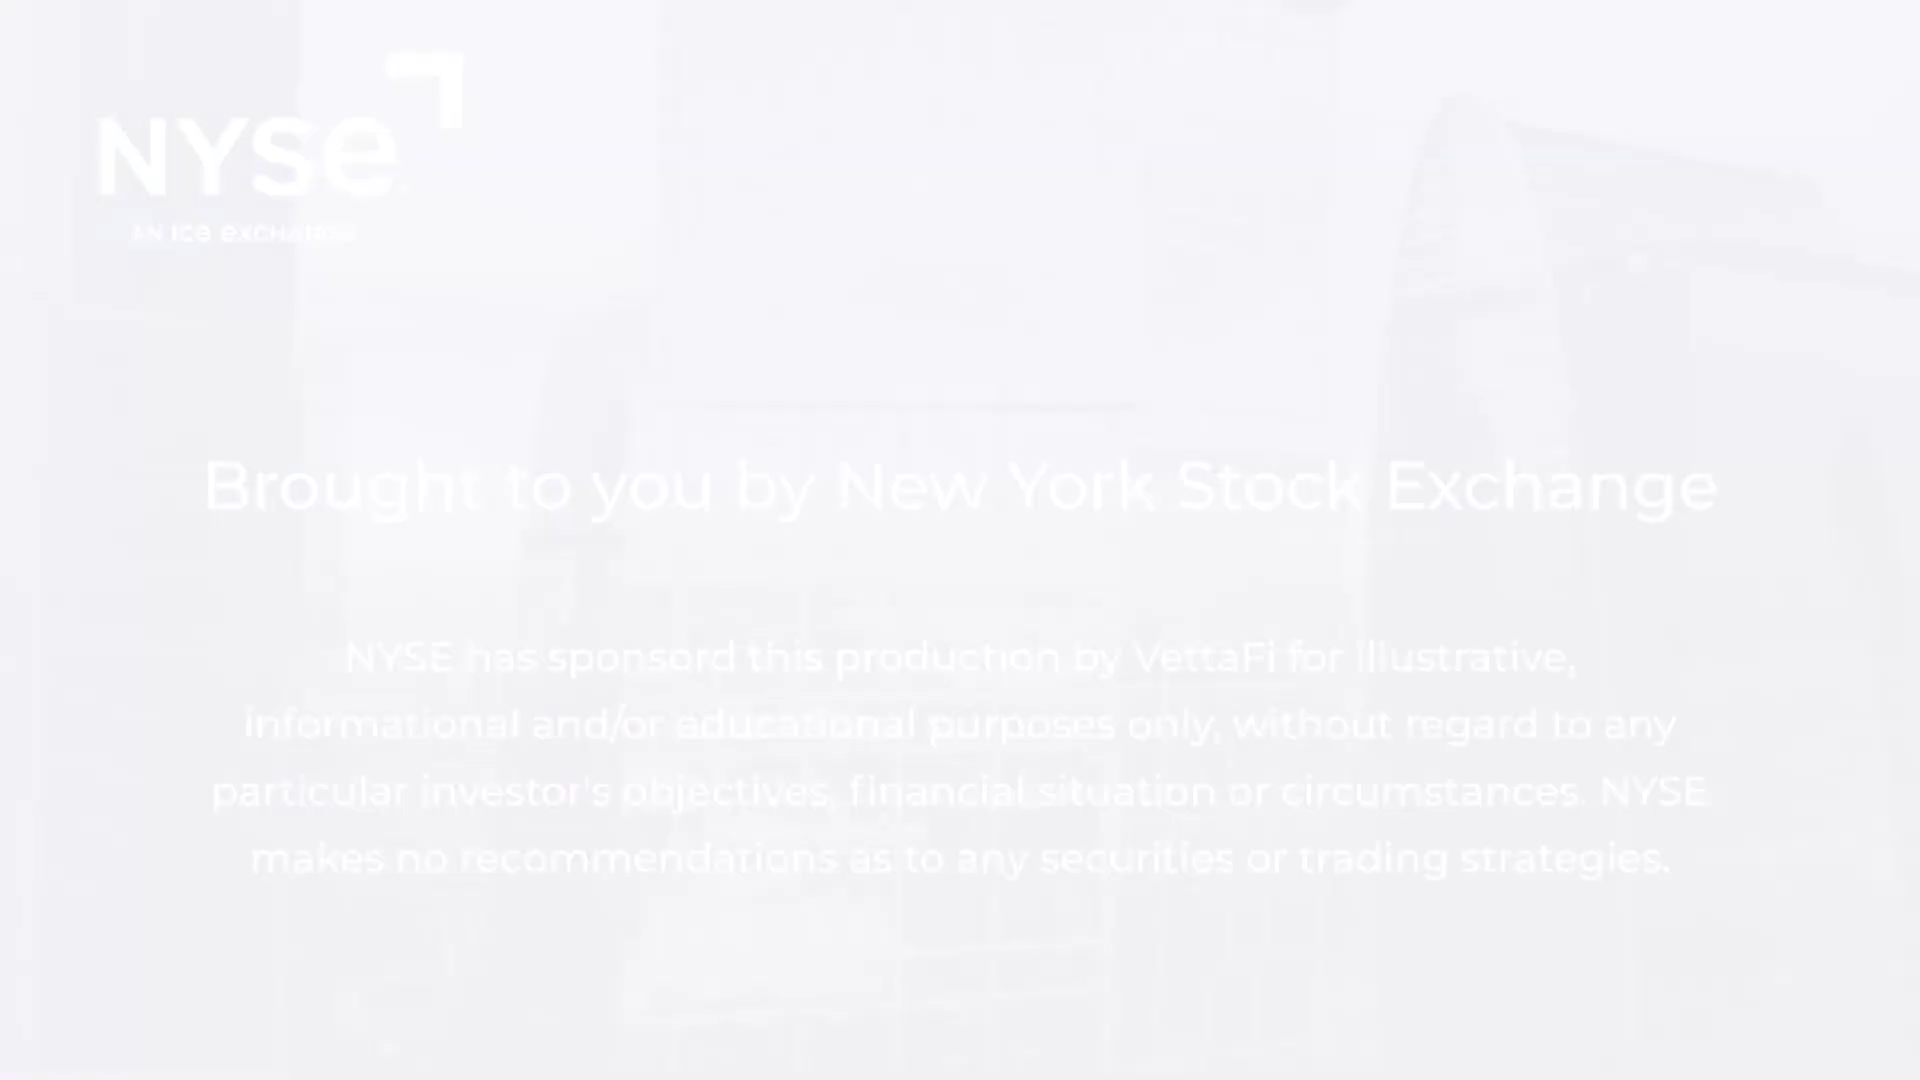 NYSE
AN ICE EXCHANGE
Brought to you by New York Stock Exchange
NYSE has sponsord this production by VettaFi for illustrative,
informational and/or educational purposes only, without regard to any
particular investor's objectives, financial situation or circumstances. NYSE
makes no recommendations as to any securities or trading strategies.